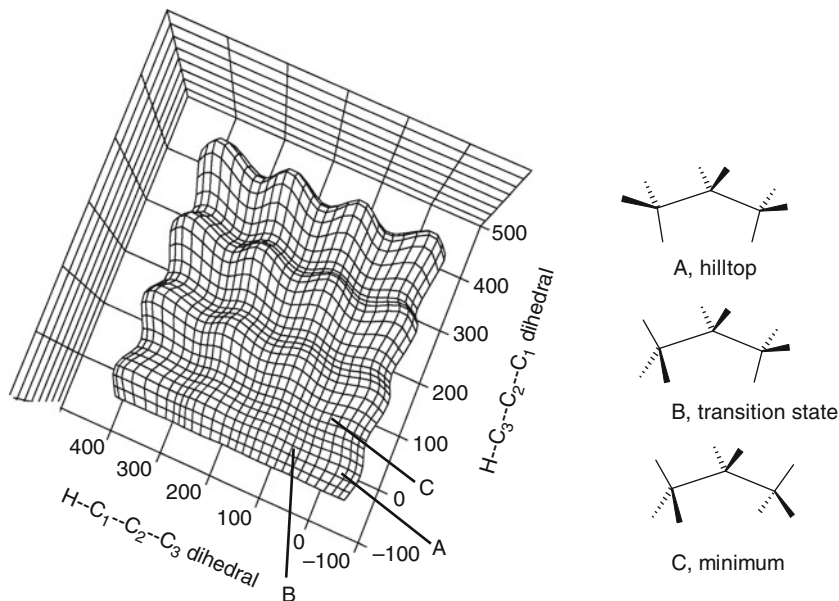 500
400
300
200
100
0
–100
H--C₃--C₂--C₁ dihedral
400
300
200
100
0
–100
H--C₁--C₂--C₃ dihedral
C
A
B
A, hilltop
B, transition state
C, minimum